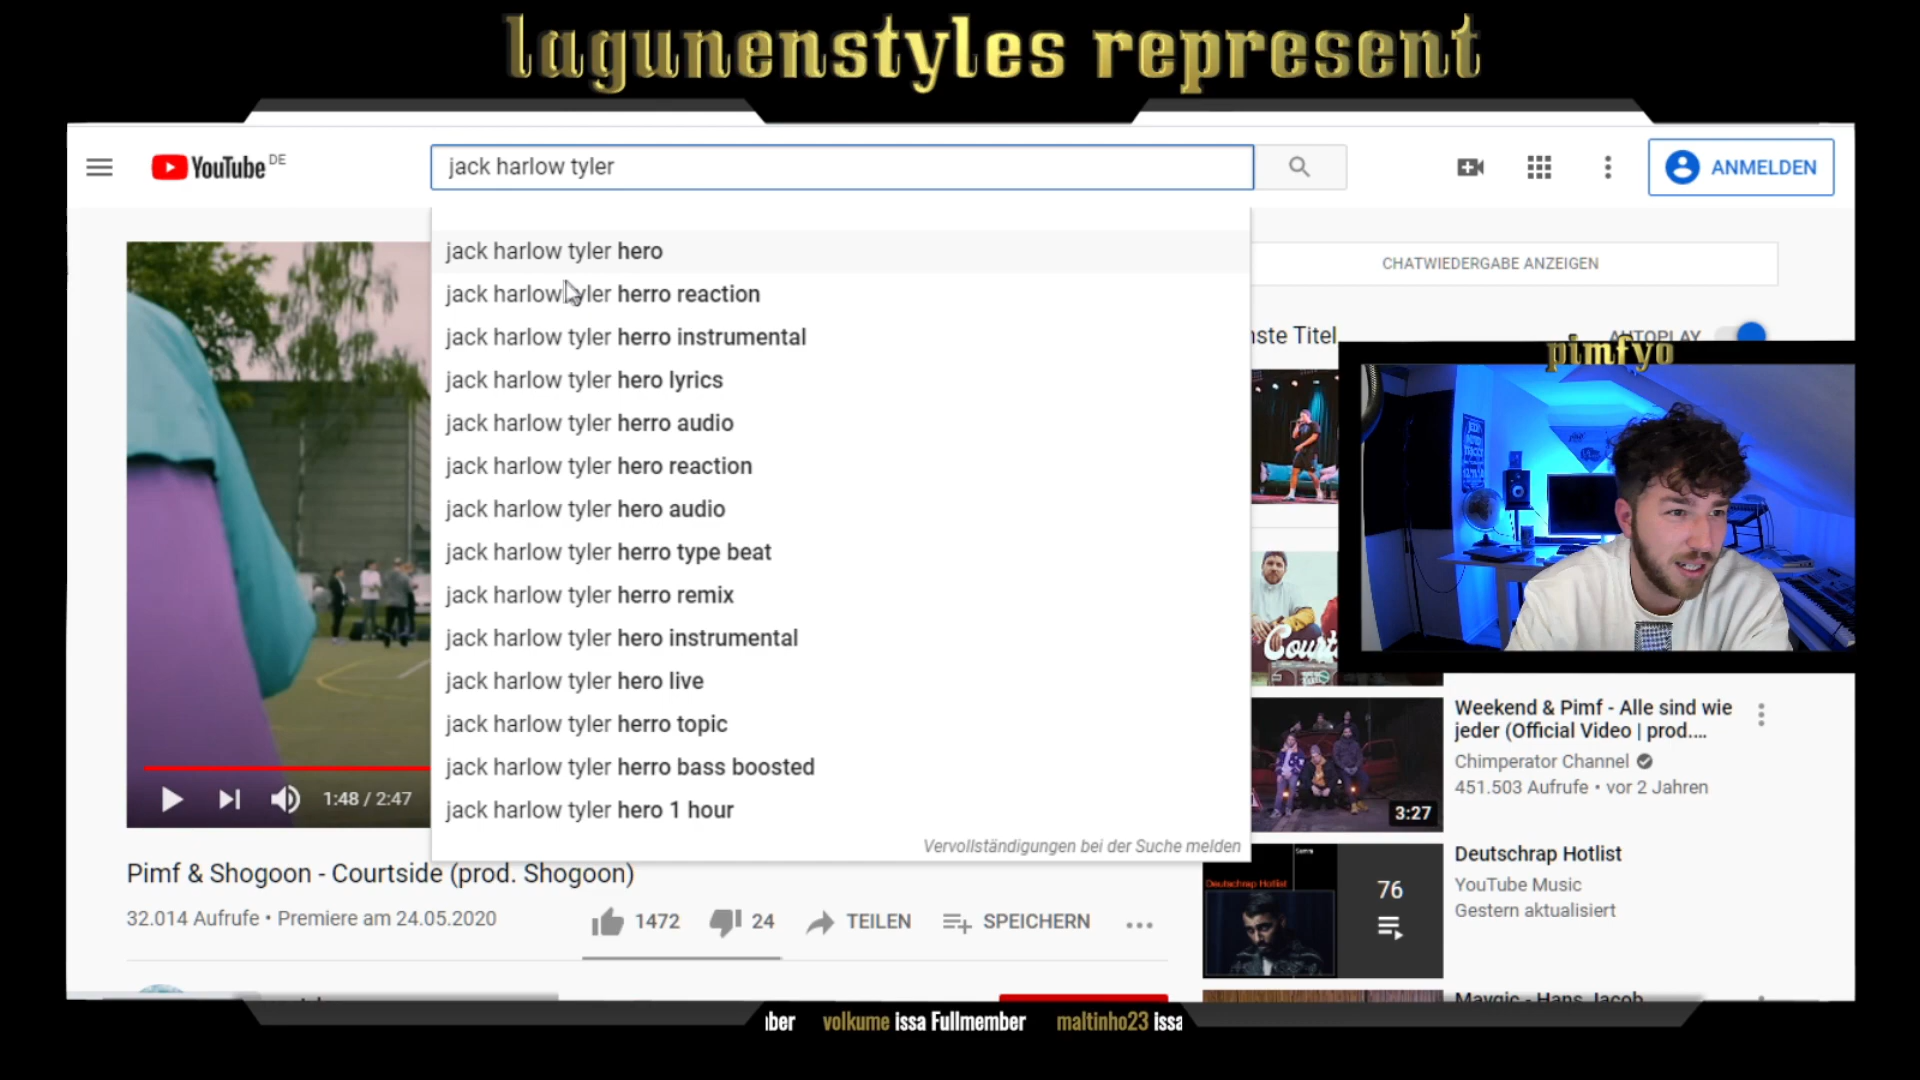 lagunenstyles represent
YouTube DE
jack harlow tyler
ANMELDEN
jack harlow tyler hero
jack harlow tyler herro reaction
jack harlow tyler herro instrumental
jack harlow tyler hero lyrics
jack harlow tyler herro audio
jack harlow tyler hero reaction
jack harlow tyler hero audio
jack harlow tyler herro type beat
jack harlow tyler herro remix
jack harlow tyler hero instrumental
jack harlow tyler hero live
jack harlow tyler herro topic
jack harlow tyler herro bass boosted
jack harlow tyler hero 1 hour
Vervollständigungen bei der Suche melden
CHATWIEDERGABE ANZEIGEN
Titel
AUTOPLAY
pimfyo
1:48 / 2:47
Pimf & Shogoon - Courtside (prod. Shogoon)
32.014 Aufrufe • Premiere am 24.05.2020
1472
24
TEILEN
SPEICHERN
3:27
Weekend & Pimf - Alle sind wie
jeder (Official Video | prod....
Chimperator Channel
451.503 Aufrufe • vor 2 Jahren
Deutschrap Hotlist
76
Deutschrap Hotlist
YouTube Music
Gestern aktualisiert
volkume issa Fullmember
maltinho23 issa